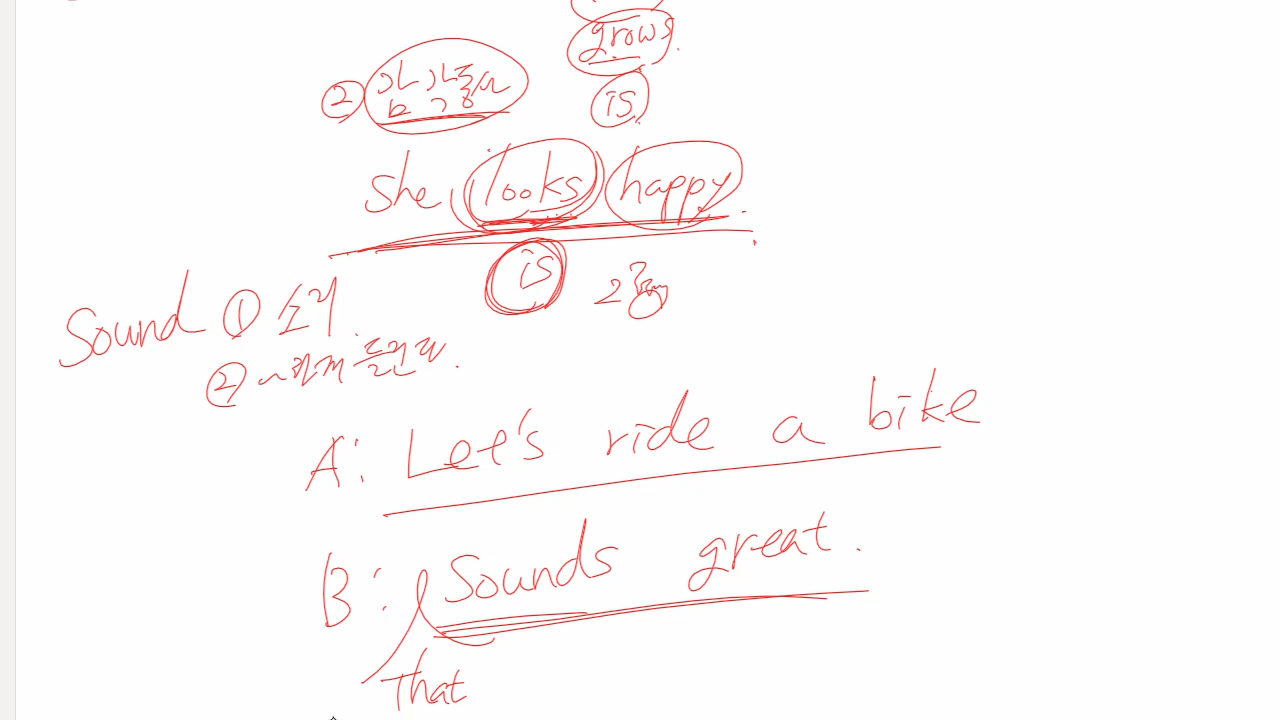 grows.
② 감각동사 is
she looks happy.
is 2형식
Sound ① 소리.
② ~하게 들린다.
A: Let's ride a bike
B: Sounds great.
That